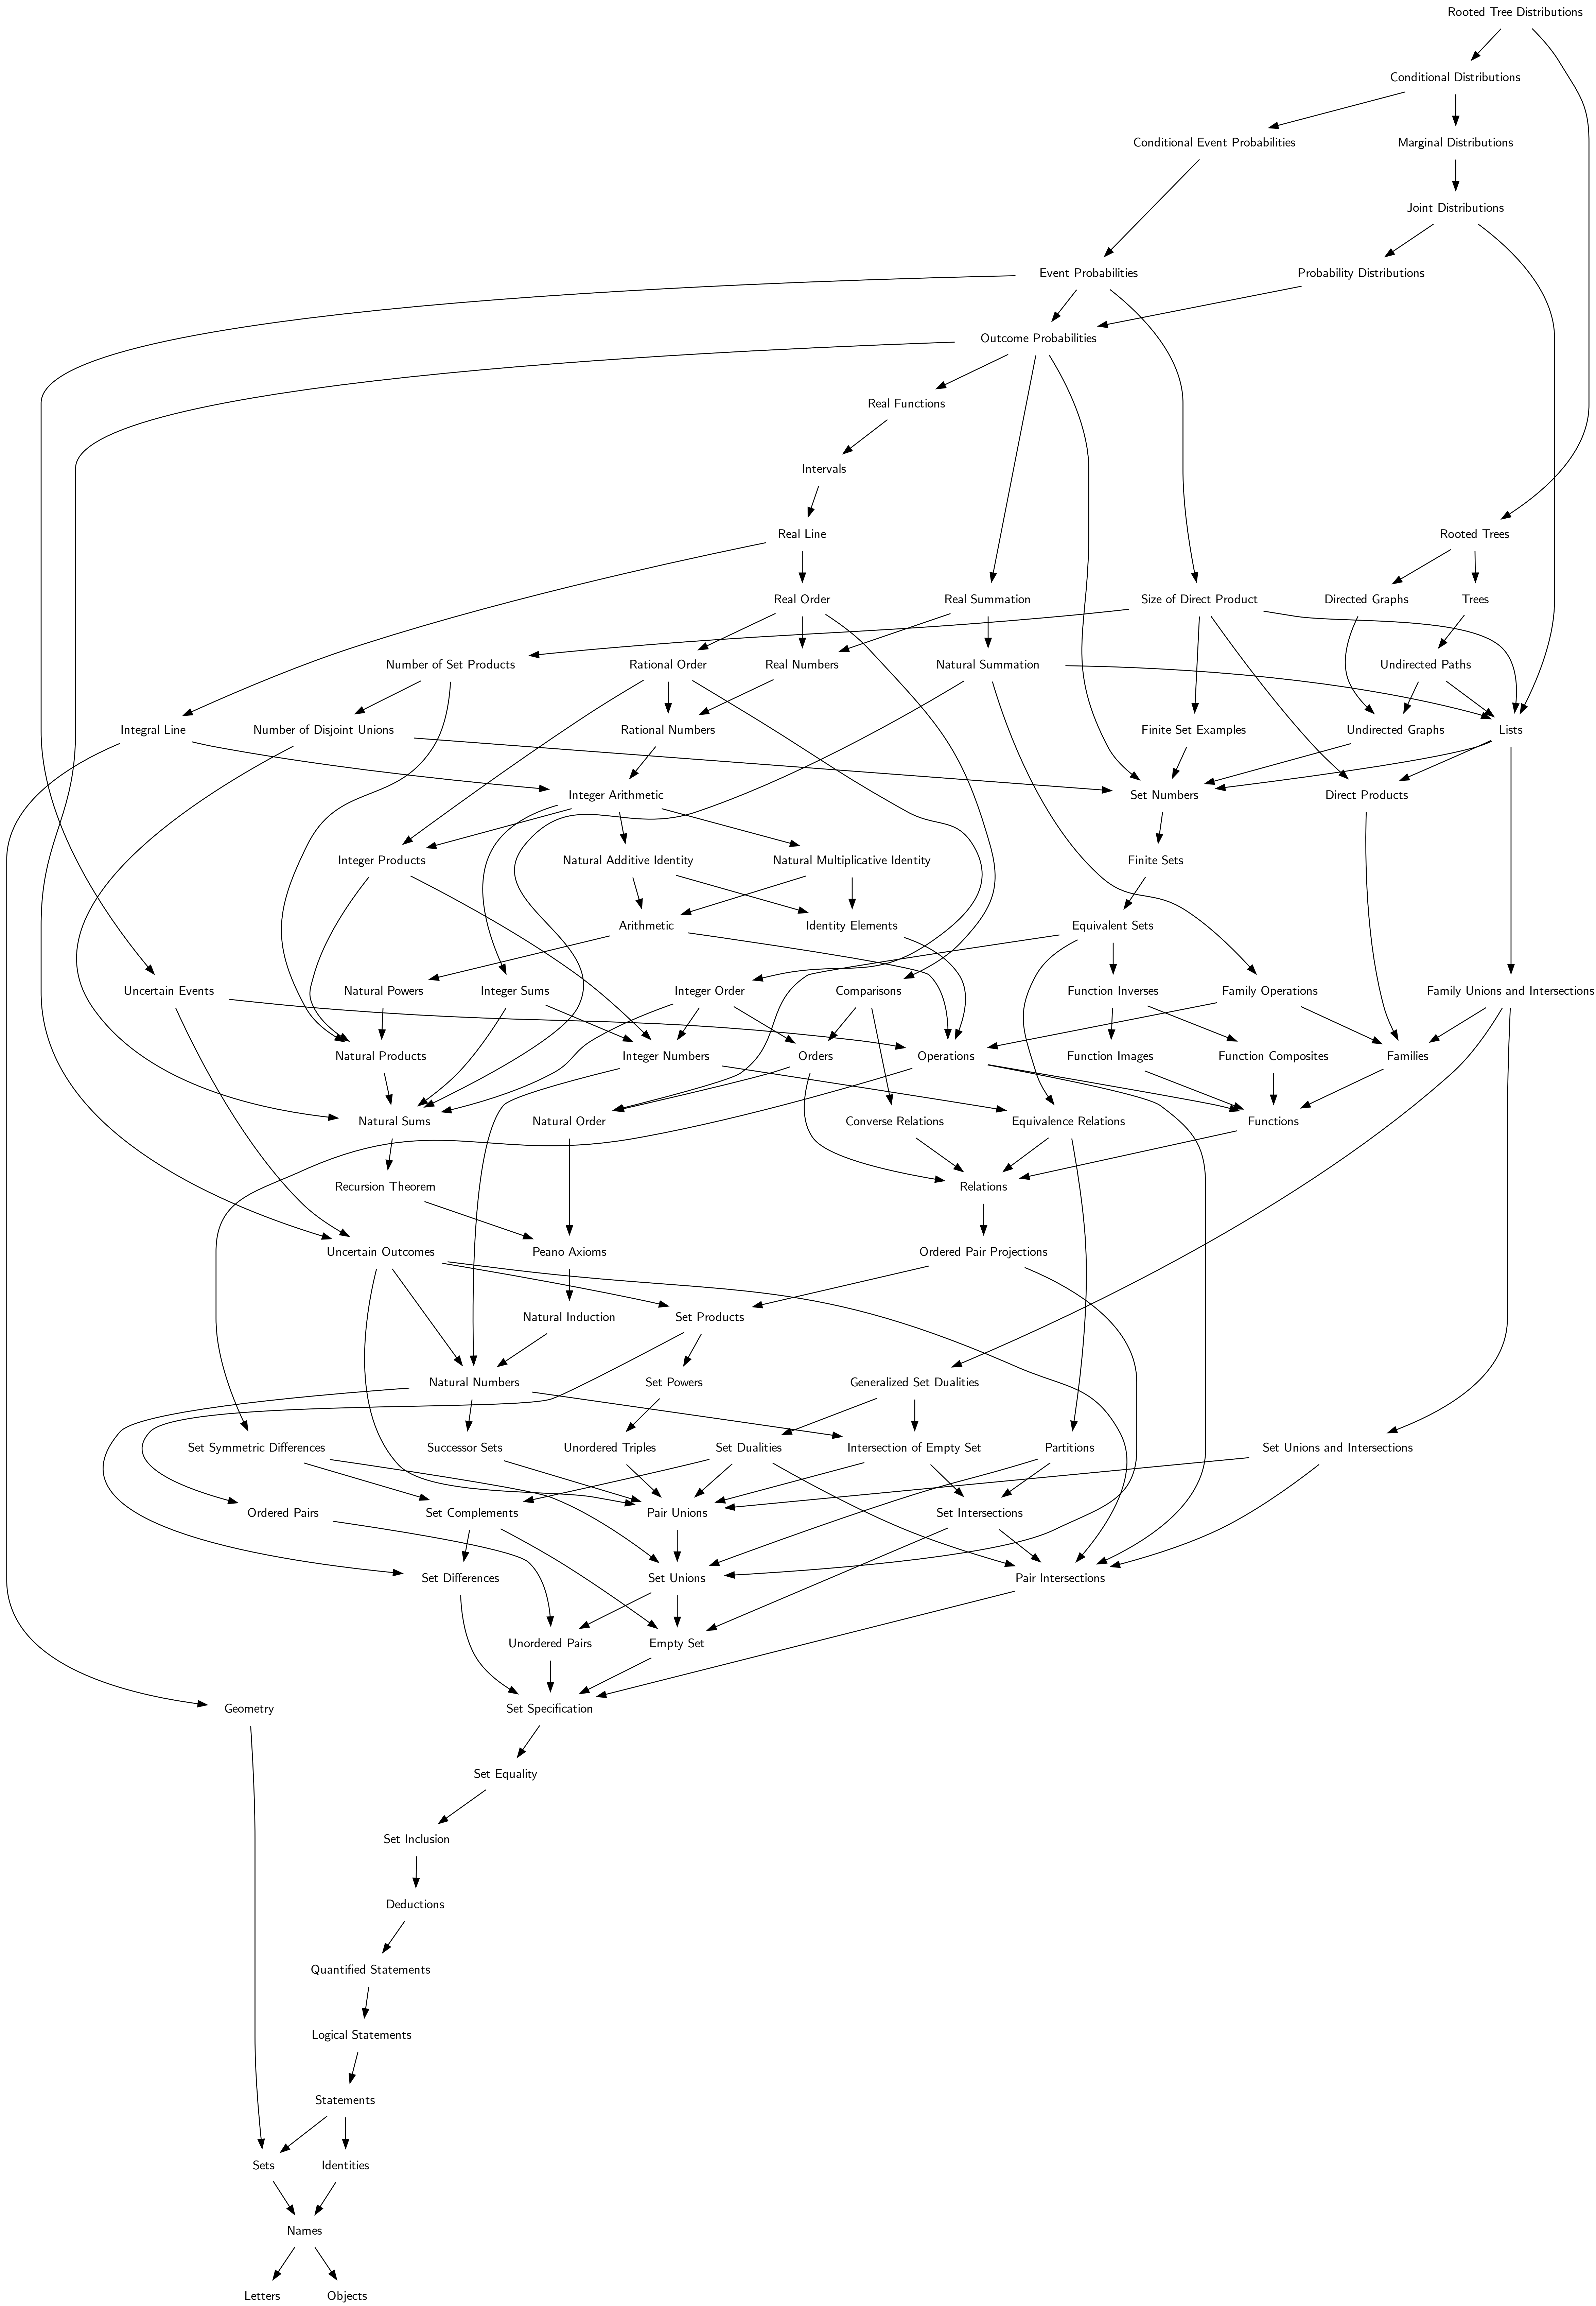 Rooted Tree Distributions
Conditional Distributions
Conditional Event Probabilities
Marginal Distributions
Joint Distributions
Event Probabilities
Probability Distributions
Outcome Probabilities
Real Functions
Intervals
Real Line
Rooted Trees
Real Order
Real Summation
Size of Direct Product
Directed Graphs
Trees
Number of Set Products
Rational Order
Real Numbers
Natural Summation
Undirected Paths
Integral Line
Number of Disjoint Unions
Rational Numbers
Finite Set Examples
Undirected Graphs
Lists
Integer Arithmetic
Set Numbers
Direct Products
Integer Products
Natural Additive Identity
Natural Multiplicative Identity
Finite Sets
Arithmetic
Identity Elements
Equivalent Sets
Uncertain Events
Natural Powers
Integer Sums
Integer Order
Comparisons
Function Inverses
Family Operations
Family Unions and Intersections
Natural Products
Integer Numbers
Orders
Operations
Function Images
Function Composites
Families
Natural Sums
Natural Order
Converse Relations
Equivalence Relations
Functions
Recursion Theorem
Relations
Uncertain Outcomes
Peano Axioms
Ordered Pair Projections
Natural Induction
Set Products
Natural Numbers
Set Powers
Generalized Set Dualities
Set Symmetric Differences
Successor Sets
Unordered Triples
Set Dualities
Intersection of Empty Set
Partitions
Set Unions and Intersections
Ordered Pairs
Set Complements
Pair Unions
Set Intersections
Set Differences
Set Unions
Pair Intersections
Unordered Pairs
Empty Set
Geometry
Set Specification
Set Equality
Set Inclusion
Deductions
Quantified Statements
Logical Statements
Statements
Sets
Identities
Names
Letters
Objects